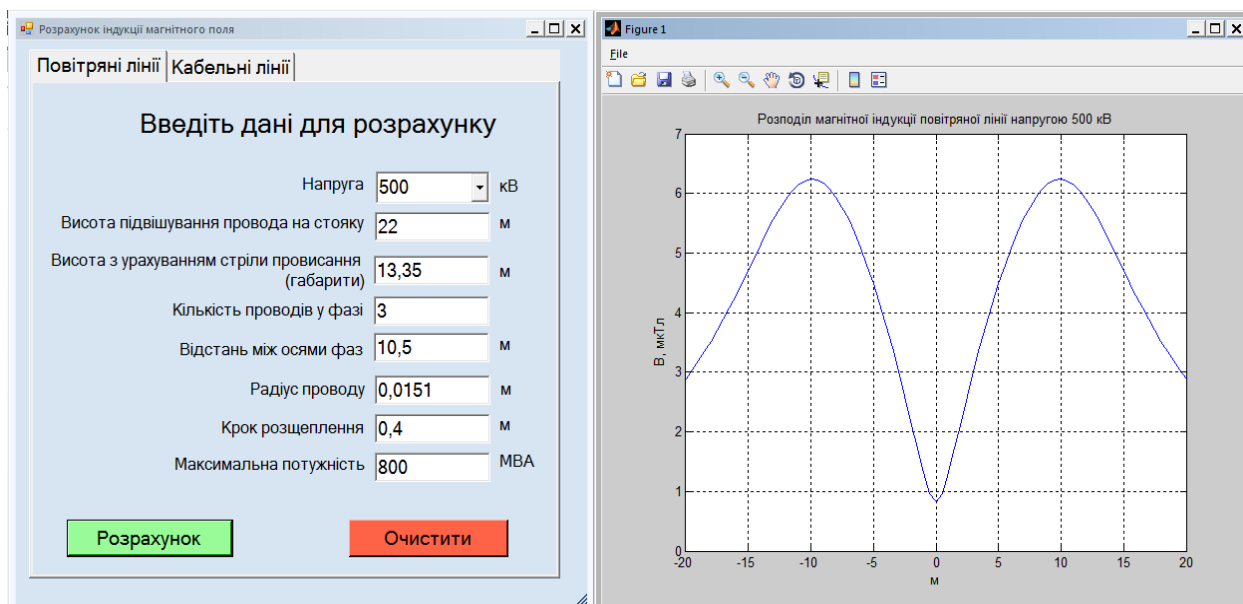 Розрахунок індукції магнітного поля
Повітряні лінії
Кабельні лінії
Введіть дані для розрахунку
Напруга 500 кВ
Висота підвішування провода на стояку 22 м
Висота з урахуванням стріли провисання
(габарити) 13,35 м
Кількість проводів у фазі 3
Відстань між осями фаз 10,5 м
Радіус проводу 0,0151 м
Крок розщеплення 0,4 м
Максимальна потужність 800 МВА
Розрахунок
Очистити
Figure 1
File
Розподіл магнітної індукції повітряної лінії напругою 500 кВ
В, мкТл
7
6
5
4
3
2
1
0
-20 -15 -10 -5 0 5 10 15 20
м